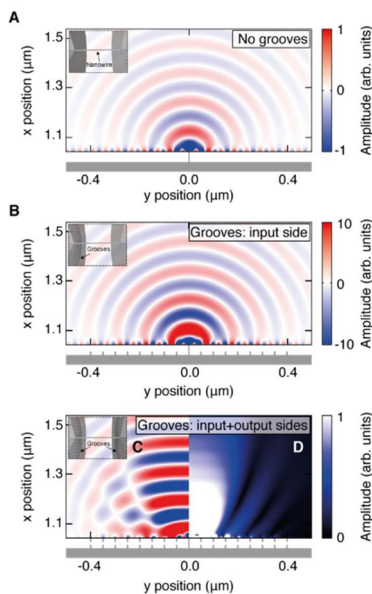 A
1.5
1.3
1.1
x position (μm)
Nanowire
No grooves
1
0
-1
Amplitude (arb. units)
-0.4
0.0
0.4
y position (μm)
B
1.5
1.3
1.1
x position (μm)
Grooves
Grooves: input side
10
0
-10
Amplitude (arb. units)
-0.4
0.0
0.4
y position (μm)
1.5
1.3
1.1
x position (μm)
Grooves
Grooves: input+output sides
C
D
1
0
Amplitude (arb. units)
-0.4
0.0
0.4
y position (μm)